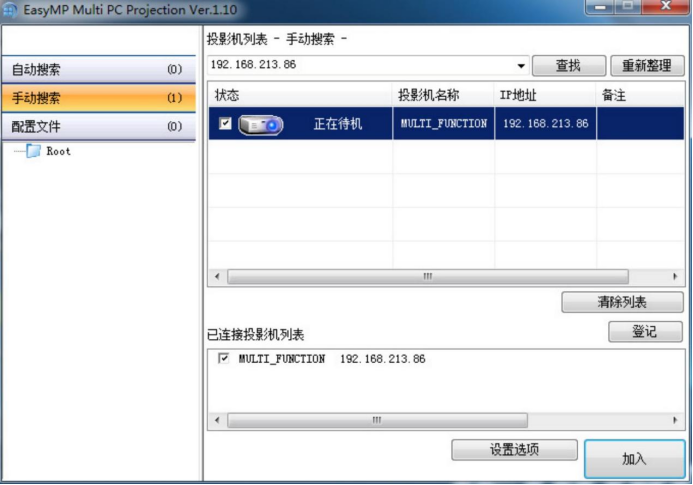 EasyMP Multi PC Projection Ver.1.10
投影机列表 - 手动搜索 -
192.168.213.86 查找 重新整理
自动搜索 (0)
手动搜索 (1)
配置文件 (0)
Root
状态 投影机名称 IP地址 备注
正在待机 MULTI_FUNCTION 192.168.213.86
清除列表
已连接投影机列表 登记
MULTI_FUNCTION 192.168.213.86
设置选项 加入